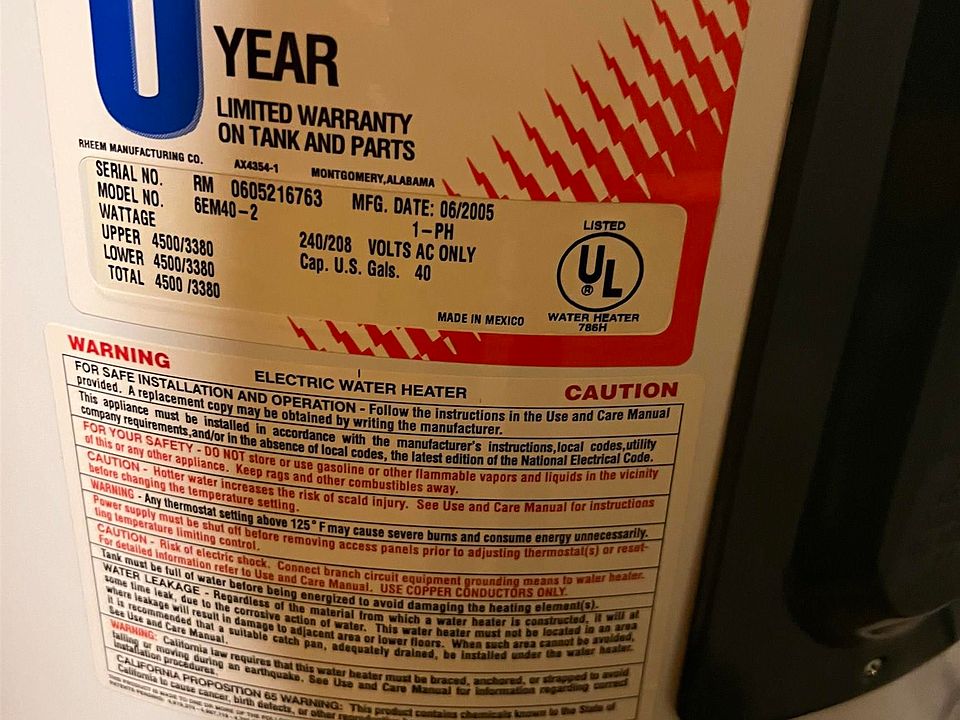 YEAR
LIMITED WARRANTY
ON TANK AND PARTS
RHEEM MANUFACTURING CO. AX4354-1 MONTGOMERY,ALABAMA
SERIAL NO. RM 0605216763 MFG. DATE: 06/2005
MODEL NO. 6EM40-2 1-PH
WATTAGE 240/208 VOLTS AC ONLY
UPPER 4500/3380 Cap. U.S. Gals. 40
LOWER 4500/3380
TOTAL 4500 /3380
LISTED
UL
®
WATER HEATER
786H
MADE IN MEXICO
WARNING ELECTRIC WATER HEATER CAUTION
FOR SAFE INSTALLATION AND OPERATION - Follow the instructions in the Use and Care Manual
provided. A replacement copy may be obtained by writing the manufacturer.
This appliance must be installed in accordance with the manufacturer's instructions,local codes,utility
company requirements,and/or in the absence of local codes, the latest edition of the National Electrical Code.
FOR YOUR SAFETY - DO NOT store or use gasoline or other flammable vapors and liquids in the vicinity
of this or any other appliance. Keep rags and other combustibles away.
CAUTION - Hotter water increases the risk of scald injury. See Use and Care Manual for instructions
before changing the temperature setting.
WARNING - Any thermostat setting above 125°F may cause severe burns and consume energy unnecessarily.
Power supply must be shut off before removing access panels prior to adjusting thermostat(s) or reset-
ting temperature limiting control.
CAUTION - Risk of electric shock. Connect branch circuit equipment grounding means to water heater.
For detailed information refer to Use and Care Manual. USE COPPER CONDUCTORS ONLY.
Tank must be full of water before being energized to avoid damaging the heating element(s).
WATER LEAKAGE - Regardless of the material from which a water heater is constructed, it will at
some time leak, due to the corrosive action of water. This water heater must not be located in an area
where leakage will result in damage to adjacent area or lower floors. When such area cannot be avoided,
it is recommended that a suitable catch pan, adequately drained, be installed under the water heater.
See Use and Care Manual.
WARNING: California law requires that this water heater must be braced, anchored, or strapped to avoid
falling or moving during an earthquake. See Use and Care Manual for information regarding correct
installation procedures.
CALIFORNIA PROPOSITION 65 WARNING: This product contains chemicals known to the State of
California to cause cancer, birth defects, or other
THIS PRODUCT IS MADE TO ONE OR MORE OF THE